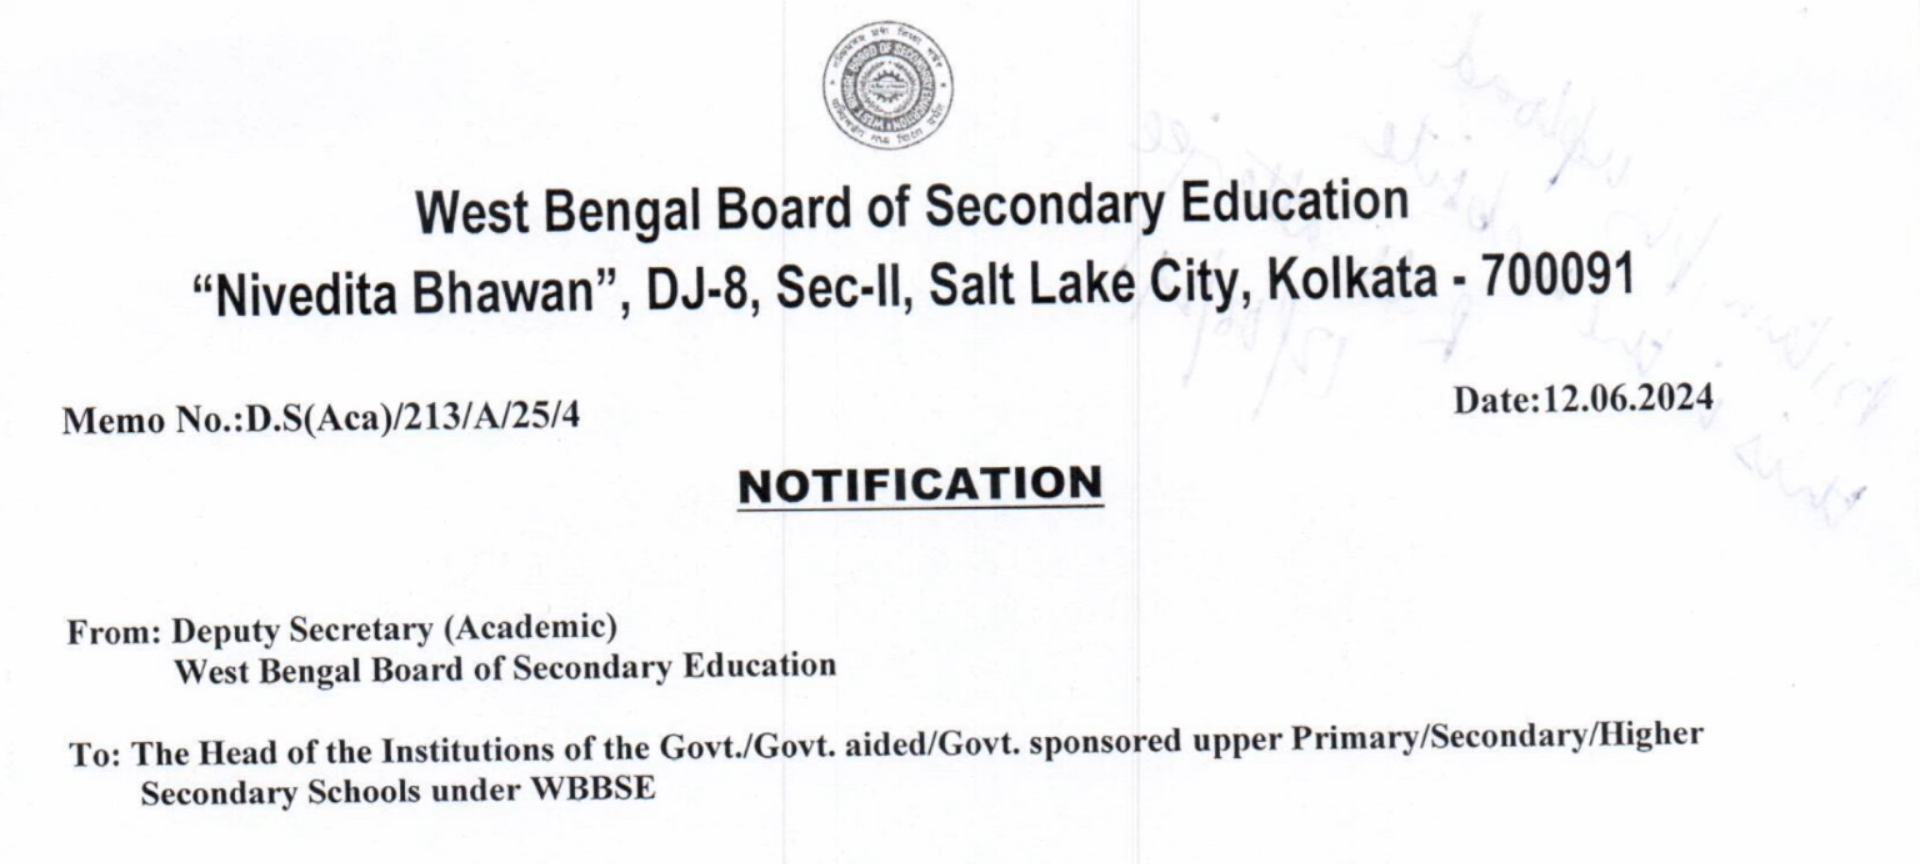 West Bengal Board of Secondary Education
“Nivedita Bhawan”, DJ-8, Sec-II, Salt Lake City, Kolkata - 700091
Memo No.:D.S(Aca)/213/A/25/4
Date:12.06.2024
NOTIFICATION
From: Deputy Secretary (Academic)
West Bengal Board of Secondary Education
To: The Head of the Institutions of the Govt./Govt. aided/Govt. sponsored upper Primary/Secondary/Higher
Secondary Schools under WBBSE